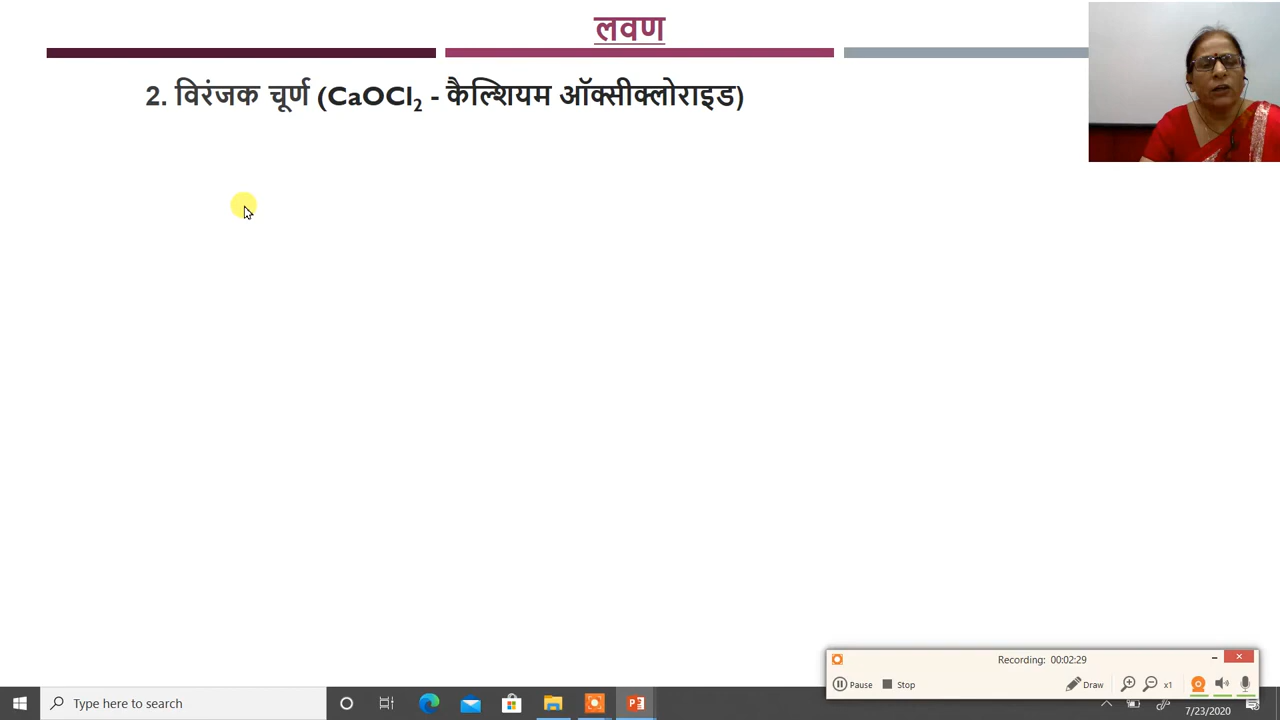 लवण
2. विरंजक चूर्ण (CaOCl₂ - कैल्शियम ऑक्सीक्लोराइड)
Recording: 00:02:29
Pause Stop Draw x1
Type here to search
7/23/2020